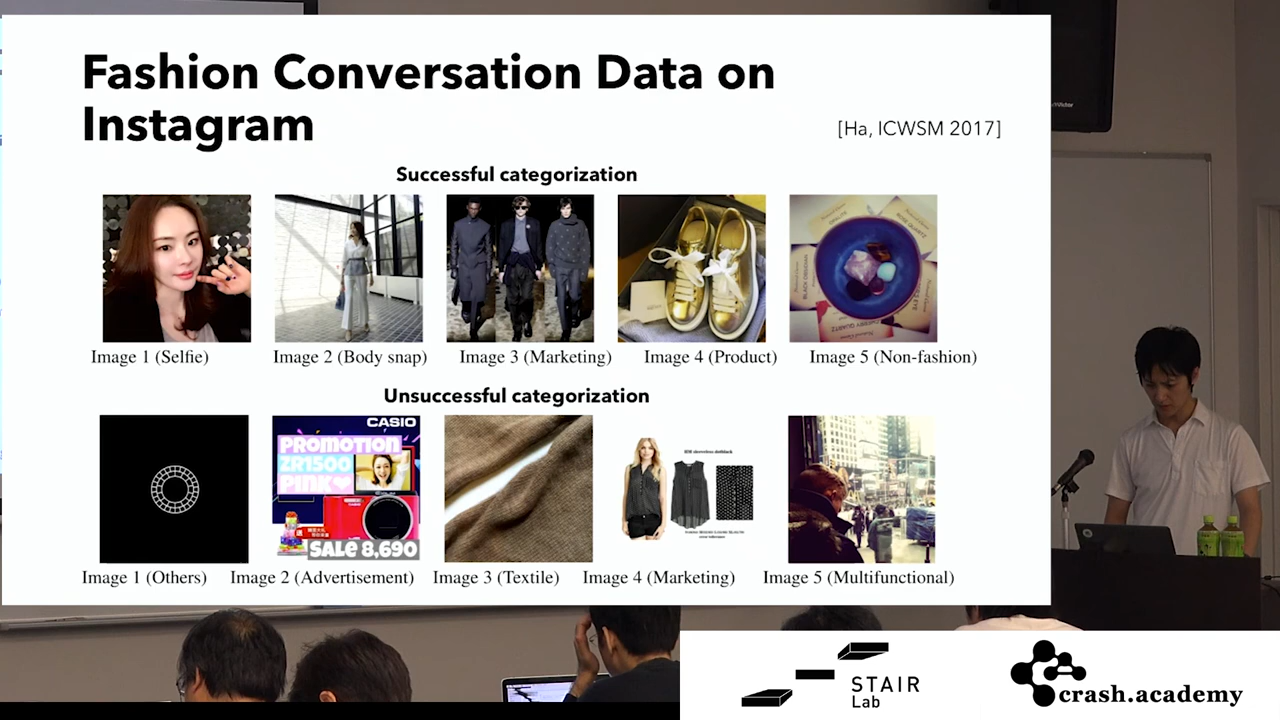 Fashion Conversation Data on
Instagram
[Ha, ICWSM 2017]
Successful categorization
Image 1 (Selfie)
Image 2 (Body snap)
Image 3 (Marketing)
Image 4 (Product)
Image 5 (Non-fashion)
Unsuccessful categorization
CASIO
PROMOTION
ZR1500
PINK
SALE 8,690
Image 1 (Others)
Image 2 (Advertisement)
Image 3 (Textile)
Image 4 (Marketing)
Image 5 (Multifunctional)
STAIR
Lab
crash.academy